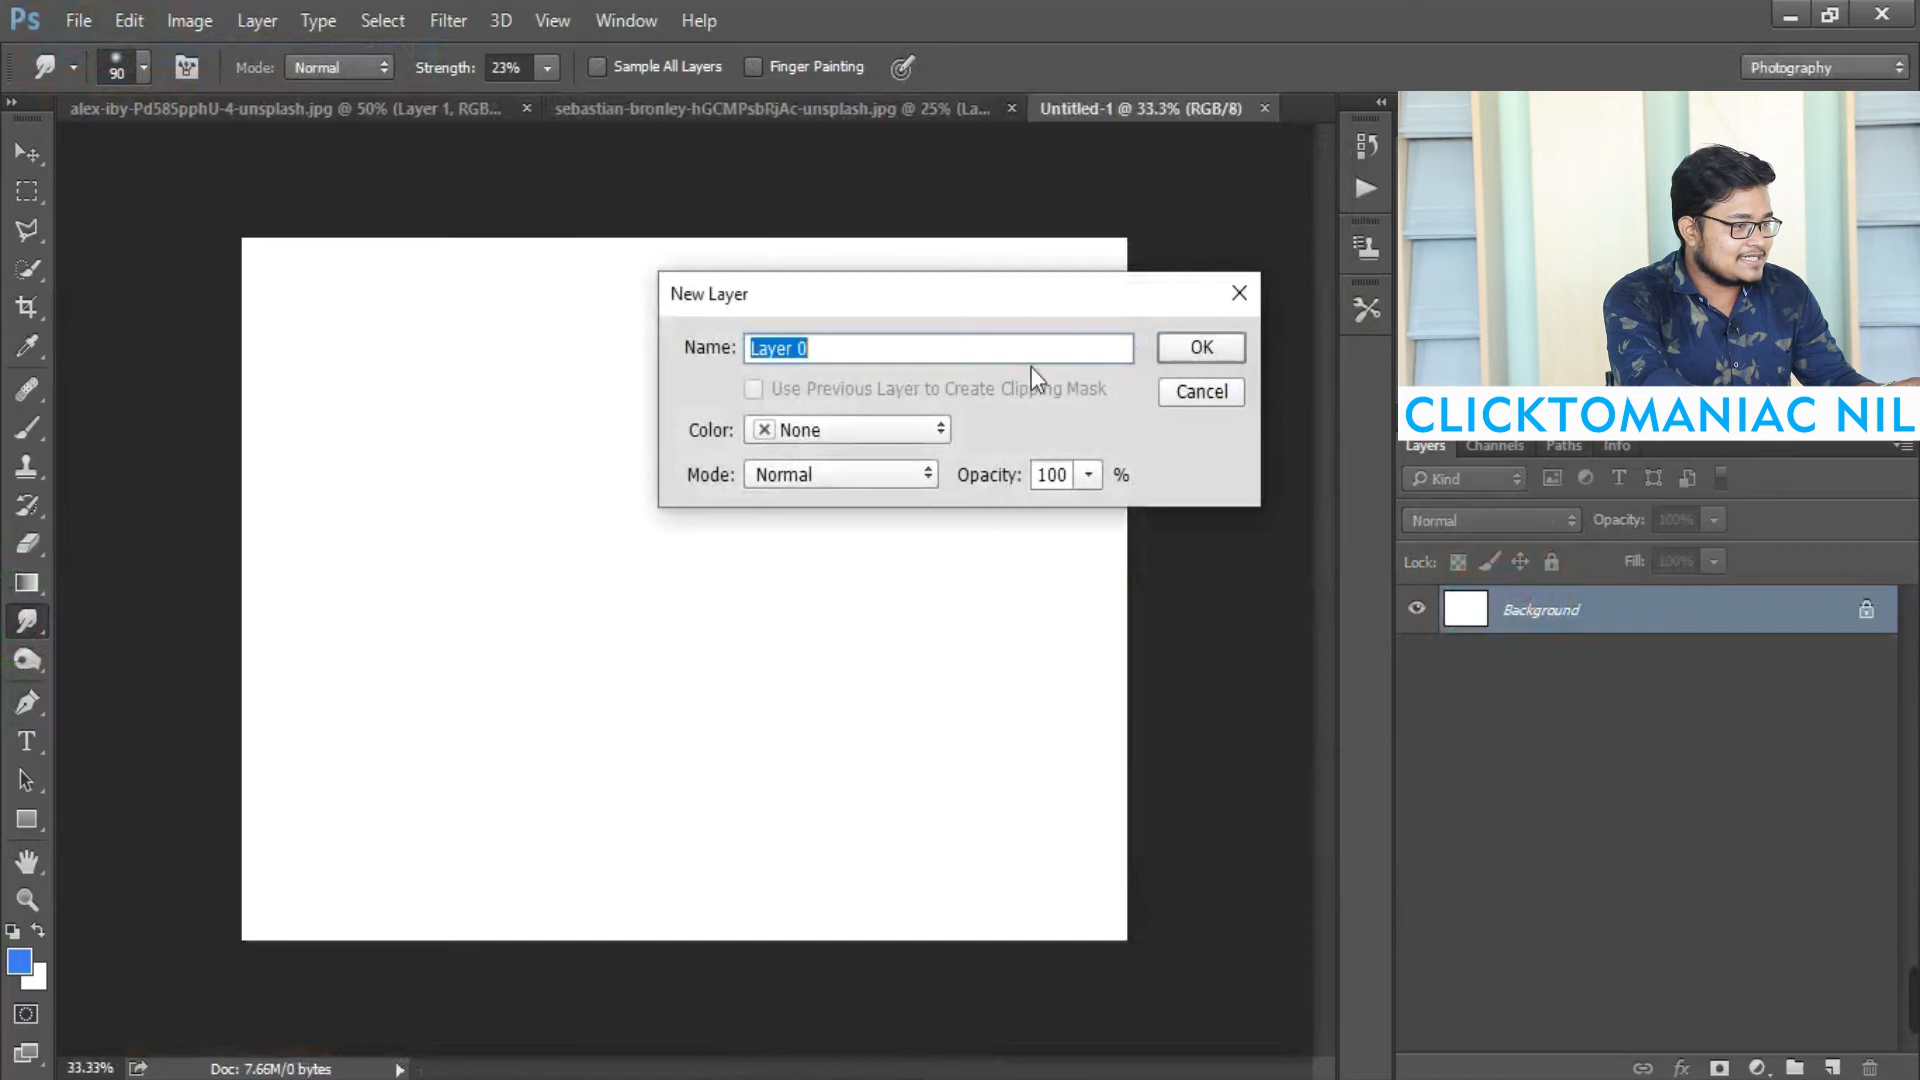 Ps File Edit Image Layer Type Select Filter 3D View Window Help
90 Mode: Normal Strength: 23% Sample All Layers Finger Painting Photography
alex-iby-Pd585pphU-4-unsplash.jpg @ 50% (Layer 1, RGB... × sebastian-bronley-hGCMPsbRjAc-unsplash.jpg @ 25% (La... × Untitled-1 @ 33.3% (RGB/8) ×
New Layer
Name: Layer 0 OK
Use Previous Layer to Create Clipping Mask Cancel
Color: None
Mode: Normal Opacity: 100 %
CLICKTOMANIAC NIL
Layers Channels Paths Info
Kind
Normal Opacity: 100%
Lock: Fill: 100%
Background
T
fx
33.33% Doc: 7.66M/0 bytes